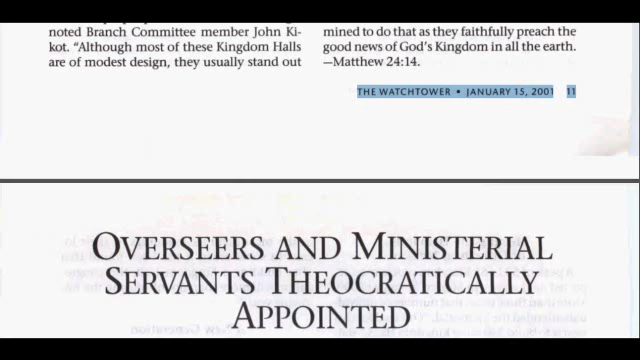 noted Branch Committee member John Ki-
kot. “Although most of these Kingdom Halls
are of modest design, they usually stand out
mined to do that as they faithfully preach the
good news of God’s Kingdom in all the earth.
—Matthew 24:14.
THE WATCHTOWER • JANUARY 15, 2001 11
OVERSEERS AND MINISTERIAL
SERVANTS THEOCRATICALLY
APPOINTED